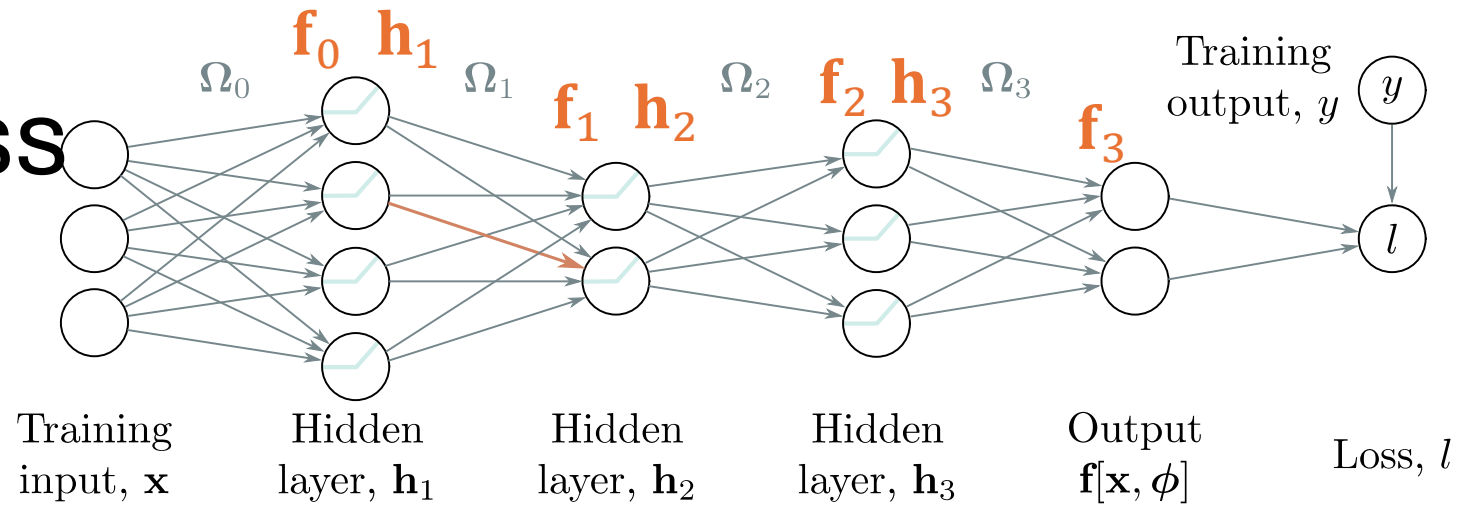 f₀ h₁
Ω₀
Ω₁
f₁ h₂
Ω₂
f₂ h₃
Ω₃
f₃
Training
output, y
y
ss
l
Training
input, x
Hidden
layer, h₁
Hidden
layer, h₂
Hidden
layer, h₃
Output
f[x, ϕ]
Loss, l